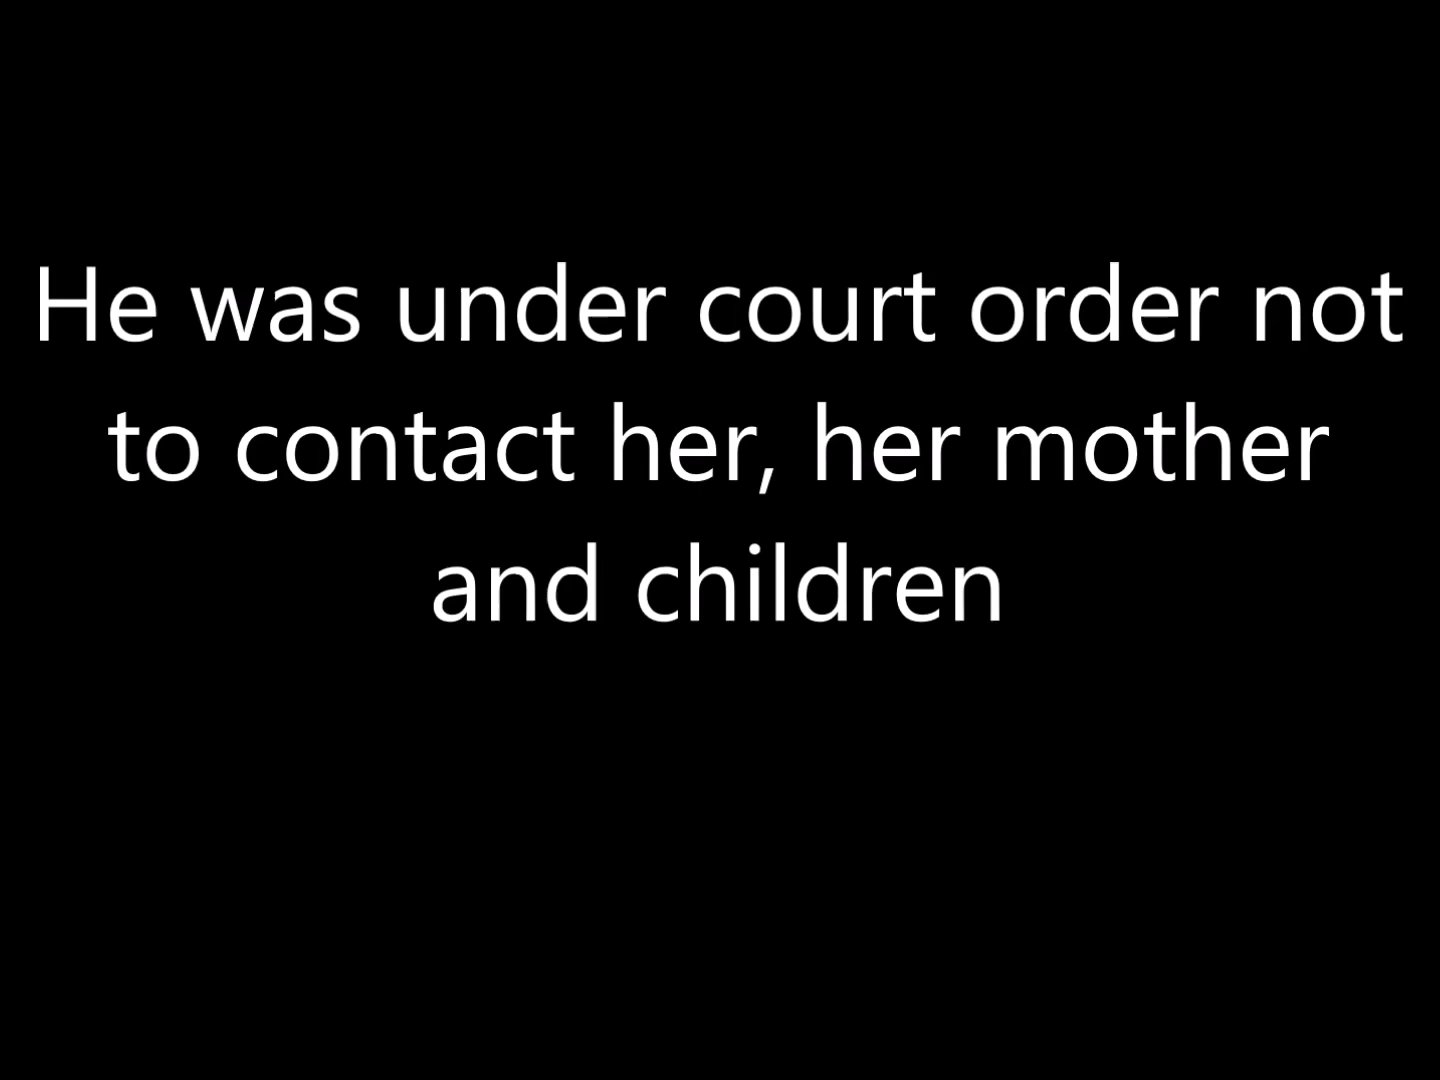 He was under court order not
to contact her, her mother
and children